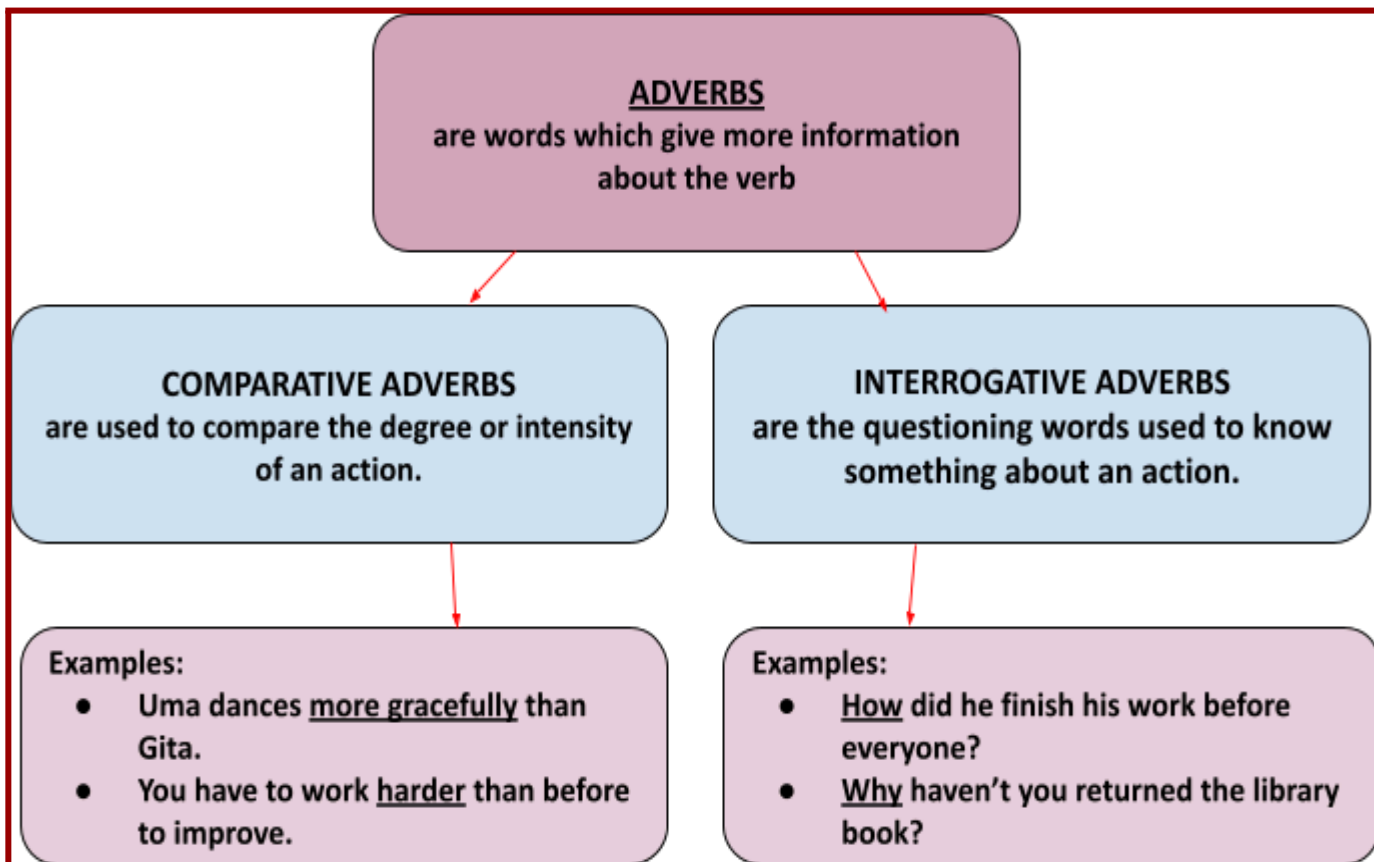 ADVERBS
are words which give more information
about the verb
COMPARATIVE ADVERBS
are used to compare the degree or intensity
of an action.
INTERROGATIVE ADVERBS
are the questioning words used to know
something about an action.
Examples:
● Uma dances more gracefully than
Gita.
● You have to work harder than before
to improve.
Examples:
● How did he finish his work before
everyone?
● Why haven’t you returned the library
book?